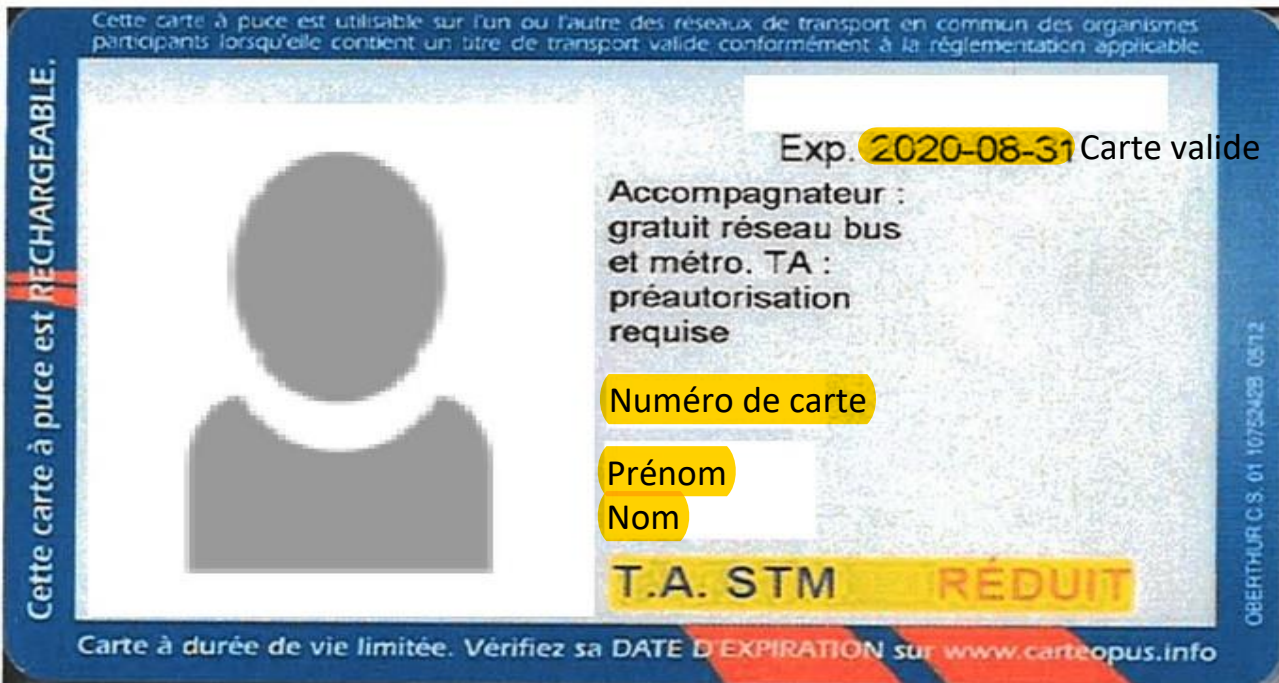 Cette carte à puce est utilisable sur l'un ou l'autre des réseaux de transport en commun des organismes
participants lorsqu'elle contient un titre de transport valide conformément à la réglementation applicable.
Cette carte à puce est RECHARGEABLE.
Exp. 2020-08-31 Carte valide
Accompagnateur :
gratuit réseau bus
et métro. TA :
préautorisation
requise
Numéro de carte
Prénom
Nom
T.A. STM RÉDUIT
OBERTHUR C.S. 01 1075242B 05/12
Carte à durée de vie limitée. Vérifiez sa DATE D'EXPIRATION sur www.carteopus.info